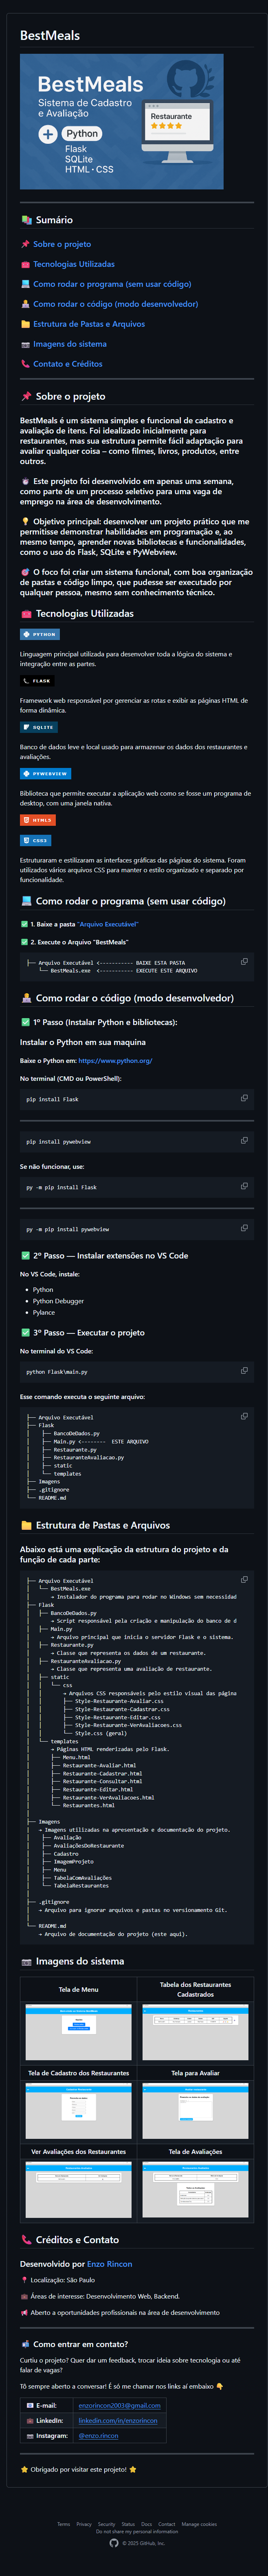 BestMeals
BestMeals
Sistema de Cadastro
e Avaliação
Restaurante
Python
Flask
SQLite
HTML · CSS
Sumário
Sobre o projeto
Tecnologias Utilizadas
Como rodar o programa (sem usar código)
Como rodar o código (modo desenvolvedor)
Estrutura de Pastas e Arquivos
Imagens do sistema
Contato e Créditos
Sobre o projeto
BestMeals é um sistema simples e funcional de cadastro
e avaliação de itens. Foi idealizado inicialmente para
restaurantes, mas sua estrutura permite fácil adaptação para
avaliar qualquer coisa – como filmes, livros, produtos, entre
outros.
Este projeto foi desenvolvido em apenas uma semana,
como parte de um processo seletivo para uma vaga de
emprego na área de desenvolvimento.
Objetivo principal: desenvolver um projeto prático que me
permitisse demonstrar habilidades em programação e, ao
mesmo tempo, aprender novas bibliotecas e funcionalidades,
como o uso do Flask, SQLite e PyWebview.
O foco foi criar um sistema funcional, com boa organização
de pastas e código limpo, que pudesse ser executado por
qualquer pessoa, mesmo sem conhecimento técnico.
Tecnologias Utilizadas
PYTHON
Linguagem principal utilizada para desenvolver toda a lógica do sistema e
integração entre as partes.
FLASK
Framework web responsável por gerenciar as rotas e exibir as páginas HTML de
forma dinâmica.
SQLITE
Banco de dados leve e local usado para armazenar os dados dos restaurantes e
avaliações.
PYWEBVIEW
Biblioteca que permite executar a aplicação web como se fosse um programa de
desktop, com uma janela nativa.
HTML5
CSS3
Estruturaram e estilizaram as interfaces gráficas das páginas do sistema. Foram
utilizados vários arquivos CSS para manter o estilo organizado e separado por
funcionalidade.
Como rodar o programa (sem usar código)
1. Baixe a pasta "Arquivo Executável"
2. Execute o Arquivo "BestMeals"
├── Arquivo Executável <----------- BAIXE ESTA PASTA
│   └── BestMeals.exe  <----------- EXECUTE ESTE ARQUIVO
Como rodar o código (modo desenvolvedor)
1º Passo (Instalar Python e bibliotecas):
Instalar o Python em sua maquina
Baixe o Python em: https://www.python.org/
No terminal (CMD ou PowerShell):
pip install Flask
pip install pywebview
Se não funcionar, use:
py -m pip install Flask
py -m pip install pywebview
2º Passo — Instalar extensões no VS Code
No VS Code, instale:
• Python
• Python Debugger
• Pylance
3º Passo — Executar o projeto
No terminal do VS Code:
python Flask\main.py
Esse comando executa o seguinte arquivo:
├── Arquivo Executável
├── Flask
│   ├── BancoDeDados.py
│   ├── Main.py <--------  ESTE ARQUIVO
│   ├── Restaurante.py
│   ├── RestauranteAvaliacao.py
│   ├── static
│   └── templates
├── Imagens
├── .gitignore
└── README.md
Estrutura de Pastas e Arquivos
Abaixo está uma explicação da estrutura do projeto e da
função de cada parte:
├── Arquivo Executável
│   └── BestMeals.exe
│       → Instalador do programa para rodar no Windows sem necessidad
├── Flask
│   ├── BancoDeDados.py
│   │   → Script responsável pela criação e manipulação do banco de d
│   ├── Main.py
│   │   → Arquivo principal que inicia o servidor Flask e o sistema.
│   ├── Restaurante.py
│   │   → Classe que representa os dados de um restaurante.
│   ├── RestauranteAvaliacao.py
│   │   → Classe que representa uma avaliação de restaurante.
│   ├── static
│   │   └── css
│   │       → Arquivos CSS responsáveis pelo estilo visual das página
│   │       ├── Style-Restaurante-Avaliar.css
│   │       ├── Style-Restaurante-Cadastrar.css
│   │       ├── Style-Restaurante-Editar.css
│   │       ├── Style-Restaurante-VerAvaliacoes.css
│   │       └── Style.css (geral)
│   └── templates
│       → Páginas HTML renderizadas pelo Flask.
│       ├── Menu.html
│       ├── Restaurante-Avaliar.html
│       ├── Restaurante-Cadastrar.html
│       ├── Restaurante-Consultar.html
│       ├── Restaurante-Editar.html
│       ├── Restaurante-VerAvaliacoes.html
│       └── Restaurantes.html
├── Imagens
│   → Imagens utilizadas na apresentação e documentação do projeto.
│   ├── Avaliação
│   ├── AvaliaçõesDoRestaurante
│   ├── Cadastro
│   ├── ImagemProjeto
│   ├── Menu
│   ├── TabelaComAvaliações
│   └── TabelaRestaurantes
├── .gitignore
│   → Arquivo para ignorar arquivos e pastas no versionamento Git.
└── README.md
    → Arquivo de documentação do projeto (este aqui).
Imagens do sistema
Tela de Menu
Tabela dos Restaurantes
Cadastrados
Tela de Cadastro dos Restaurantes
Tela para Avaliar
Ver Avaliações dos Restaurantes
Tela de Avaliações
Créditos e Contato
Desenvolvido por Enzo Rincon
Localização: São Paulo
Áreas de interesse: Desenvolvimento Web, Backend.
Aberto a oportunidades profissionais na área de desenvolvimento
Como entrar em contato?
Curtiu o projeto? Quer dar um feedback, trocar ideia sobre tecnologia ou até
falar de vagas?
Tô sempre aberto a conversar! É só me chamar nos links aí embaixo
E-mail: enzorincon2003@gmail.com
LinkedIn: linkedin.com/in/enzorincon
Instagram: @enzo.rincon
Obrigado por visitar este projeto!
Terms Privacy Security Status Docs Contact Manage cookies
Do not share my personal information
© 2025 GitHub, Inc.